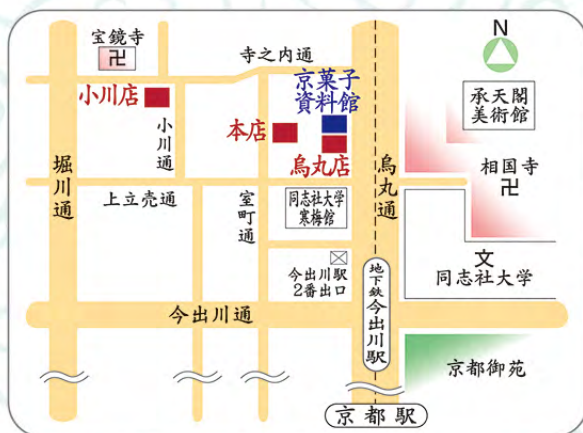 宝鏡寺
卍
寺之内通
N
小川店
京菓子
資料館
承天閣
美術館
堀川通
小川通
本店
烏丸店
烏丸通
相国寺
卍
上立売通
室町通
同志社大学
寒梅館
今出川駅
2番出口
地下鉄今出川駅
文
同志社大学
今出川通
京都御苑
京都駅